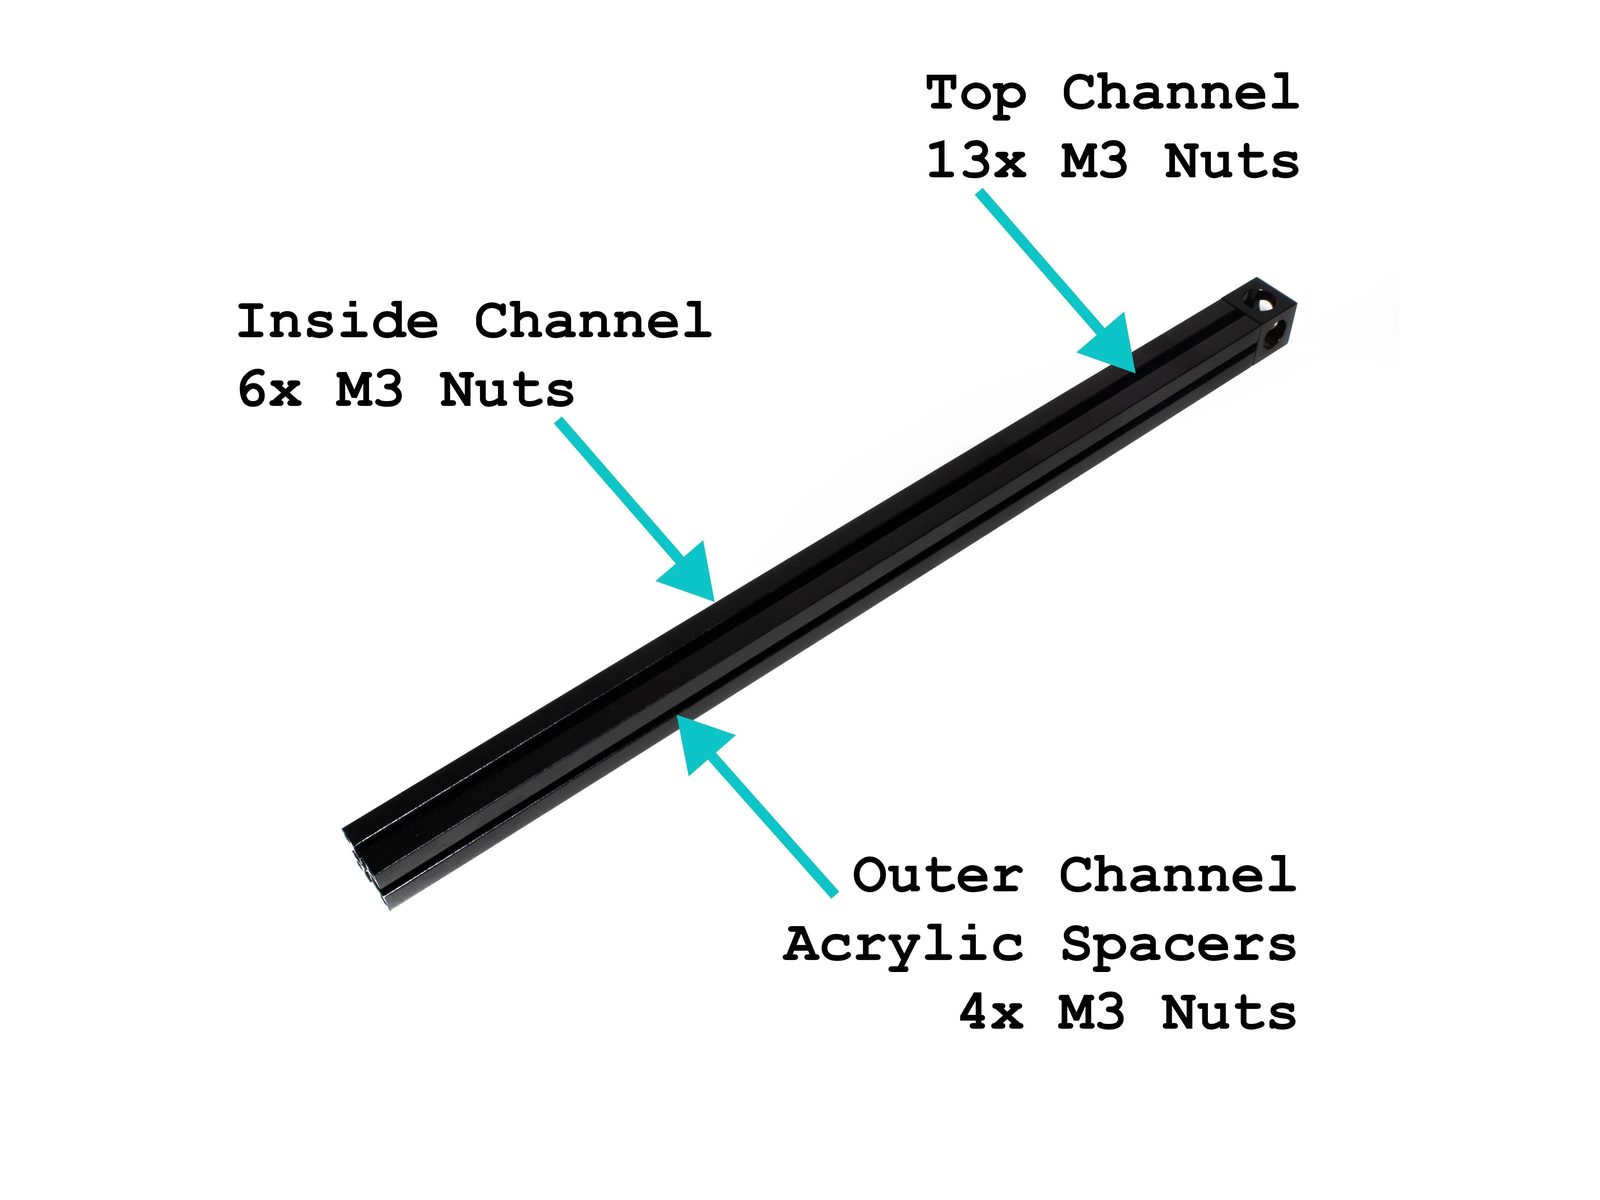 Top Channel
13x M3 Nuts
Inside Channel
6x M3 Nuts
Outer Channel
Acrylic Spacers
4x M3 Nuts